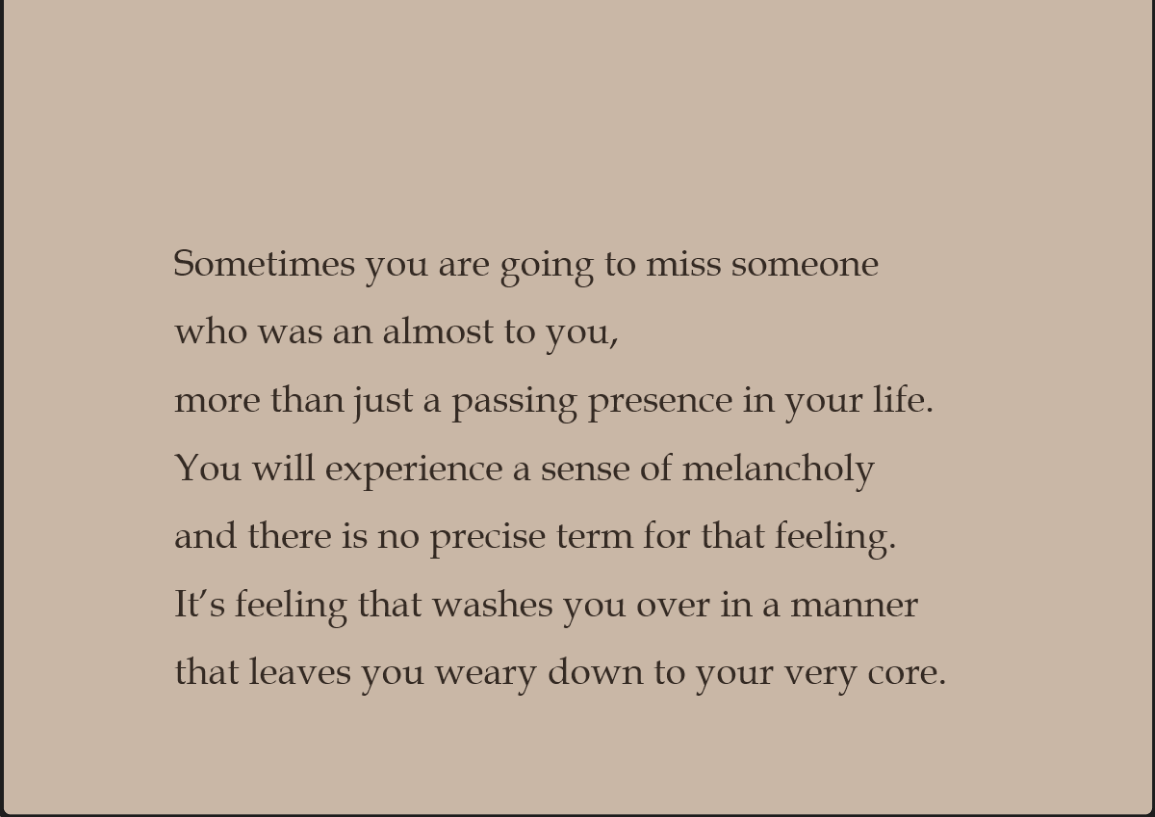 Sometimes you are going to miss someone
who was an almost to you,
more than just a passing presence in your life.
You will experience a sense of melancholy
and there is no precise term for that feeling.
It’s feeling that washes you over in a manner
that leaves you weary down to your very core.